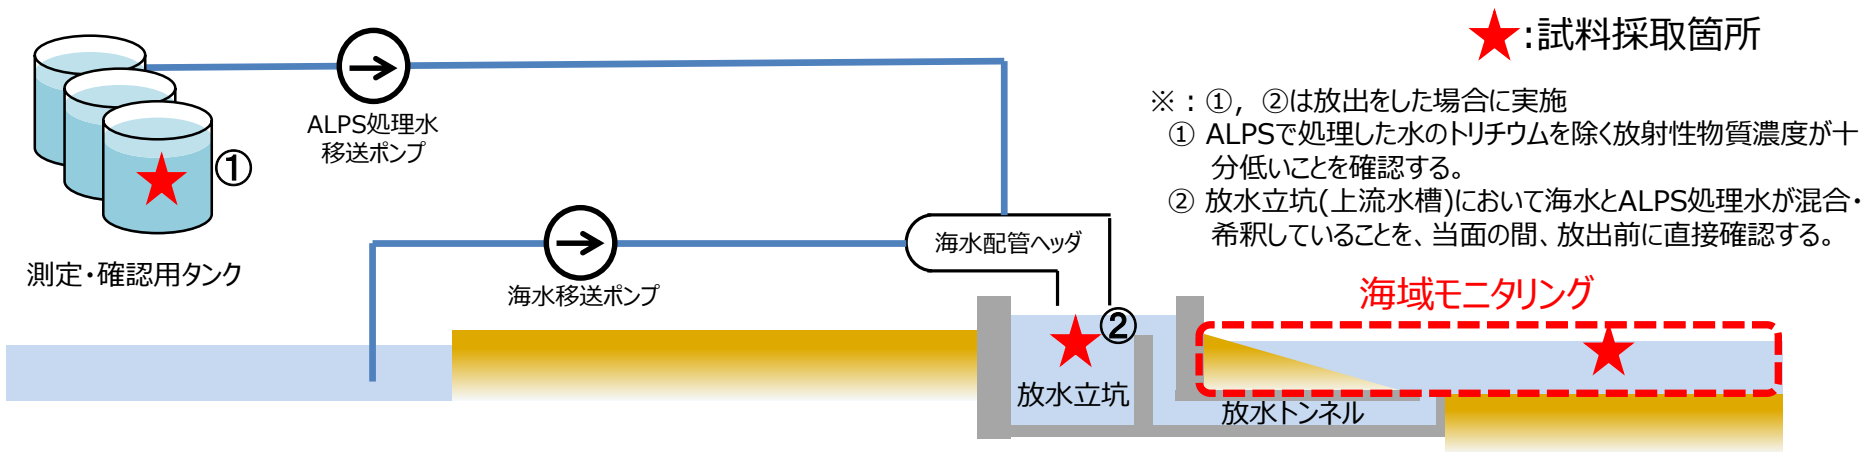 ★:試料採取箇所
※：①，②は放出をした場合に実施
① ALPSで処理した水のトリチウムを除く放射性物質濃度が十
分低いことを確認する。
② 放水立坑(上流水槽)において海水とALPS処理水が混合・
希釈していることを、当面の間、放出前に直接確認する。
ALPS処理水
移送ポンプ
①
測定・確認用タンク
海水移送ポンプ
海水配管ヘッダ
②
放水立坑
海域モニタリング
放水トンネル